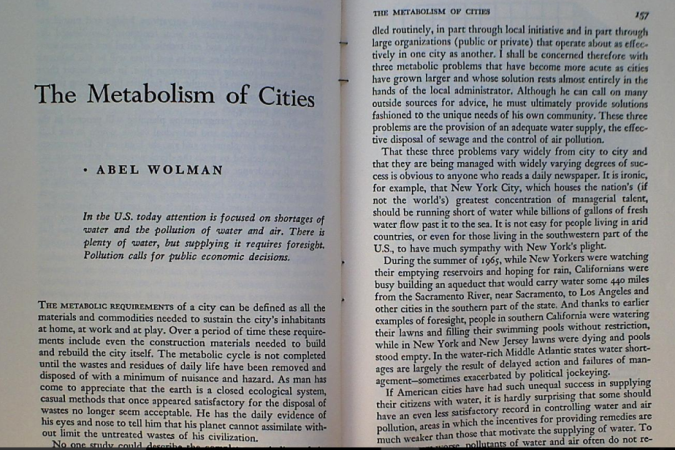 The Metabolism of Cities
• ABEL WOLMAN
In the U.S. today attention is focused on shortages of
water and the pollution of water and air. There is
plenty of water, but supplying it requires foresight.
Pollution calls for public economic decisions.
THE METABOLIC REQUIREMENTS of a city can be defined as all the
materials and commodities needed to sustain the city's inhabitants
at home, at work and at play. Over a period of time these require-
ments include even the construction materials needed to build
and rebuild the city itself. The metabolic cycle is not completed
until the wastes and residues of daily life have been removed and
disposed of with a minimum of nuisance and hazard. As man has
come to appreciate that the earth is a closed ecological system,
casual methods that once appeared satisfactory for the disposal of
wastes no longer seem acceptable. He has the daily evidence of
his eyes and nose to tell him that his planet cannot assimilate with-
out limit the untreated wastes of his civilization.
No one study could describe the
THE METABOLISM OF CITIES 157
dled routinely, in part through local initiative and in part through
large organizations (public or private) that operate about as effec-
tively in one city as another. I shall be concerned therefore with
three metabolic problems that have become more acute as cities
have grown larger and whose solution rests almost entirely in the
hands of the local administrator. Although he can call on many
outside sources for advice, he must ultimately provide solutions
fashioned to the unique needs of his own community. These three
problems are the provision of an adequate water supply, the effec-
tive disposal of sewage and the control of air pollution.
That these three problems vary widely from city to city and
that they are being managed with widely varying degrees of suc-
cess is obvious to anyone who reads a daily newspaper. It is ironic,
for example, that New York City, which houses the nation's (if
not the world's) greatest concentration of managerial talent,
should be running short of water while billions of gallons of fresh
water flow past it to the sea. It is not easy for people living in arid
countries, or even for those living in the southwestern part of the
U.S., to have much sympathy with New York's plight.
During the summer of 1965, while New Yorkers were watching
their emptying reservoirs and hoping for rain, Californians were
busy building an aqueduct that would carry water some 440 miles
from the Sacramento River, near Sacramento, to Los Angeles and
other cities in the southern part of the state. And thanks to earlier
examples of foresight, people in southern California were watering
their lawns and filling their swimming pools without restriction,
while in New York and New Jersey lawns were dying and pools
stood empty. In the water-rich Middle Atlantic states water short-
ages are largely the result of delayed action and failures of man-
agement—sometimes exacerbated by political jockeying.
If American cities have had such unequal success in supplying
their citizens with water, it is hardly surprising that some should
have an even less satisfactory record in controlling water and air
pollution, areas in which the incentives for providing remedies are
much weaker than those that motivate the supplying of water. To
pollutants of water and air often do not re-